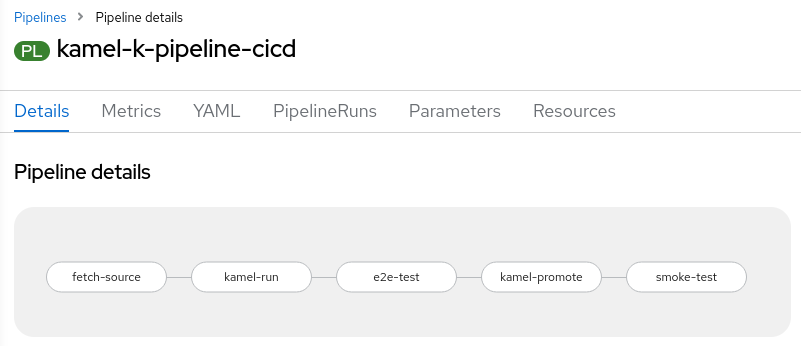 Pipelines > Pipeline details
PL kamel-k-pipeline-cicd
Details Metrics YAML PipelineRuns Parameters Resources
Pipeline details
fetch-source kamel-run e2e-test kamel-promote smoke-test